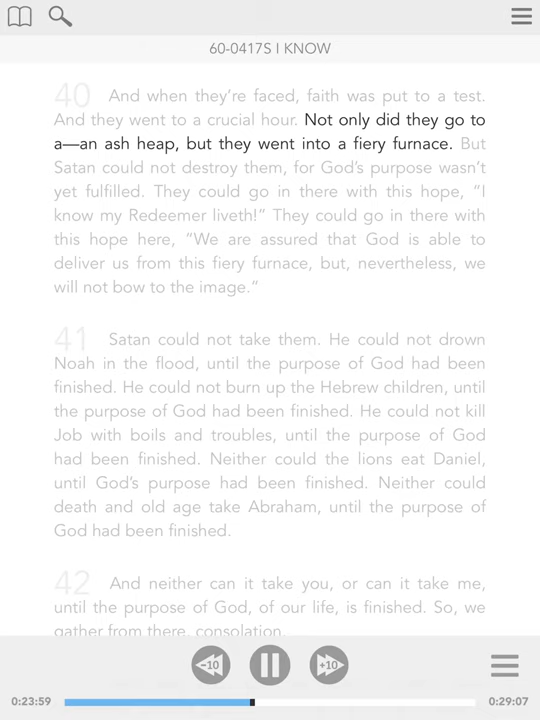 60-0417S I KNOW
40 And when they’re faced, faith was put to a test.
And they went to a crucial hour. Not only did they go to
a—an ash heap, but they went into a fiery furnace. But
Satan could not destroy them, for God’s purpose wasn’t
yet fulfilled. They could go in there with this hope, “I
know my Redeemer liveth!” They could go in there with
this hope here, “We are assured that God is able to
deliver us from this fiery furnace, but, nevertheless, we
will not bow to the image.”
41 Satan could not take them. He could not drown
Noah in the flood, until the purpose of God had been
finished. He could not burn up the Hebrew children, until
the purpose of God had been finished. He could not kill
Job with boils and troubles, until the purpose of God
had been finished. Neither could the lions eat Daniel,
until God’s purpose had been finished. Neither could
death and old age take Abraham, until the purpose of
God had been finished.
42 And neither can it take you, or can it take me,
until the purpose of God, of our life, is finished. So, we
gather from there, consolation.
-10
+10
0:23:59
0:29:07